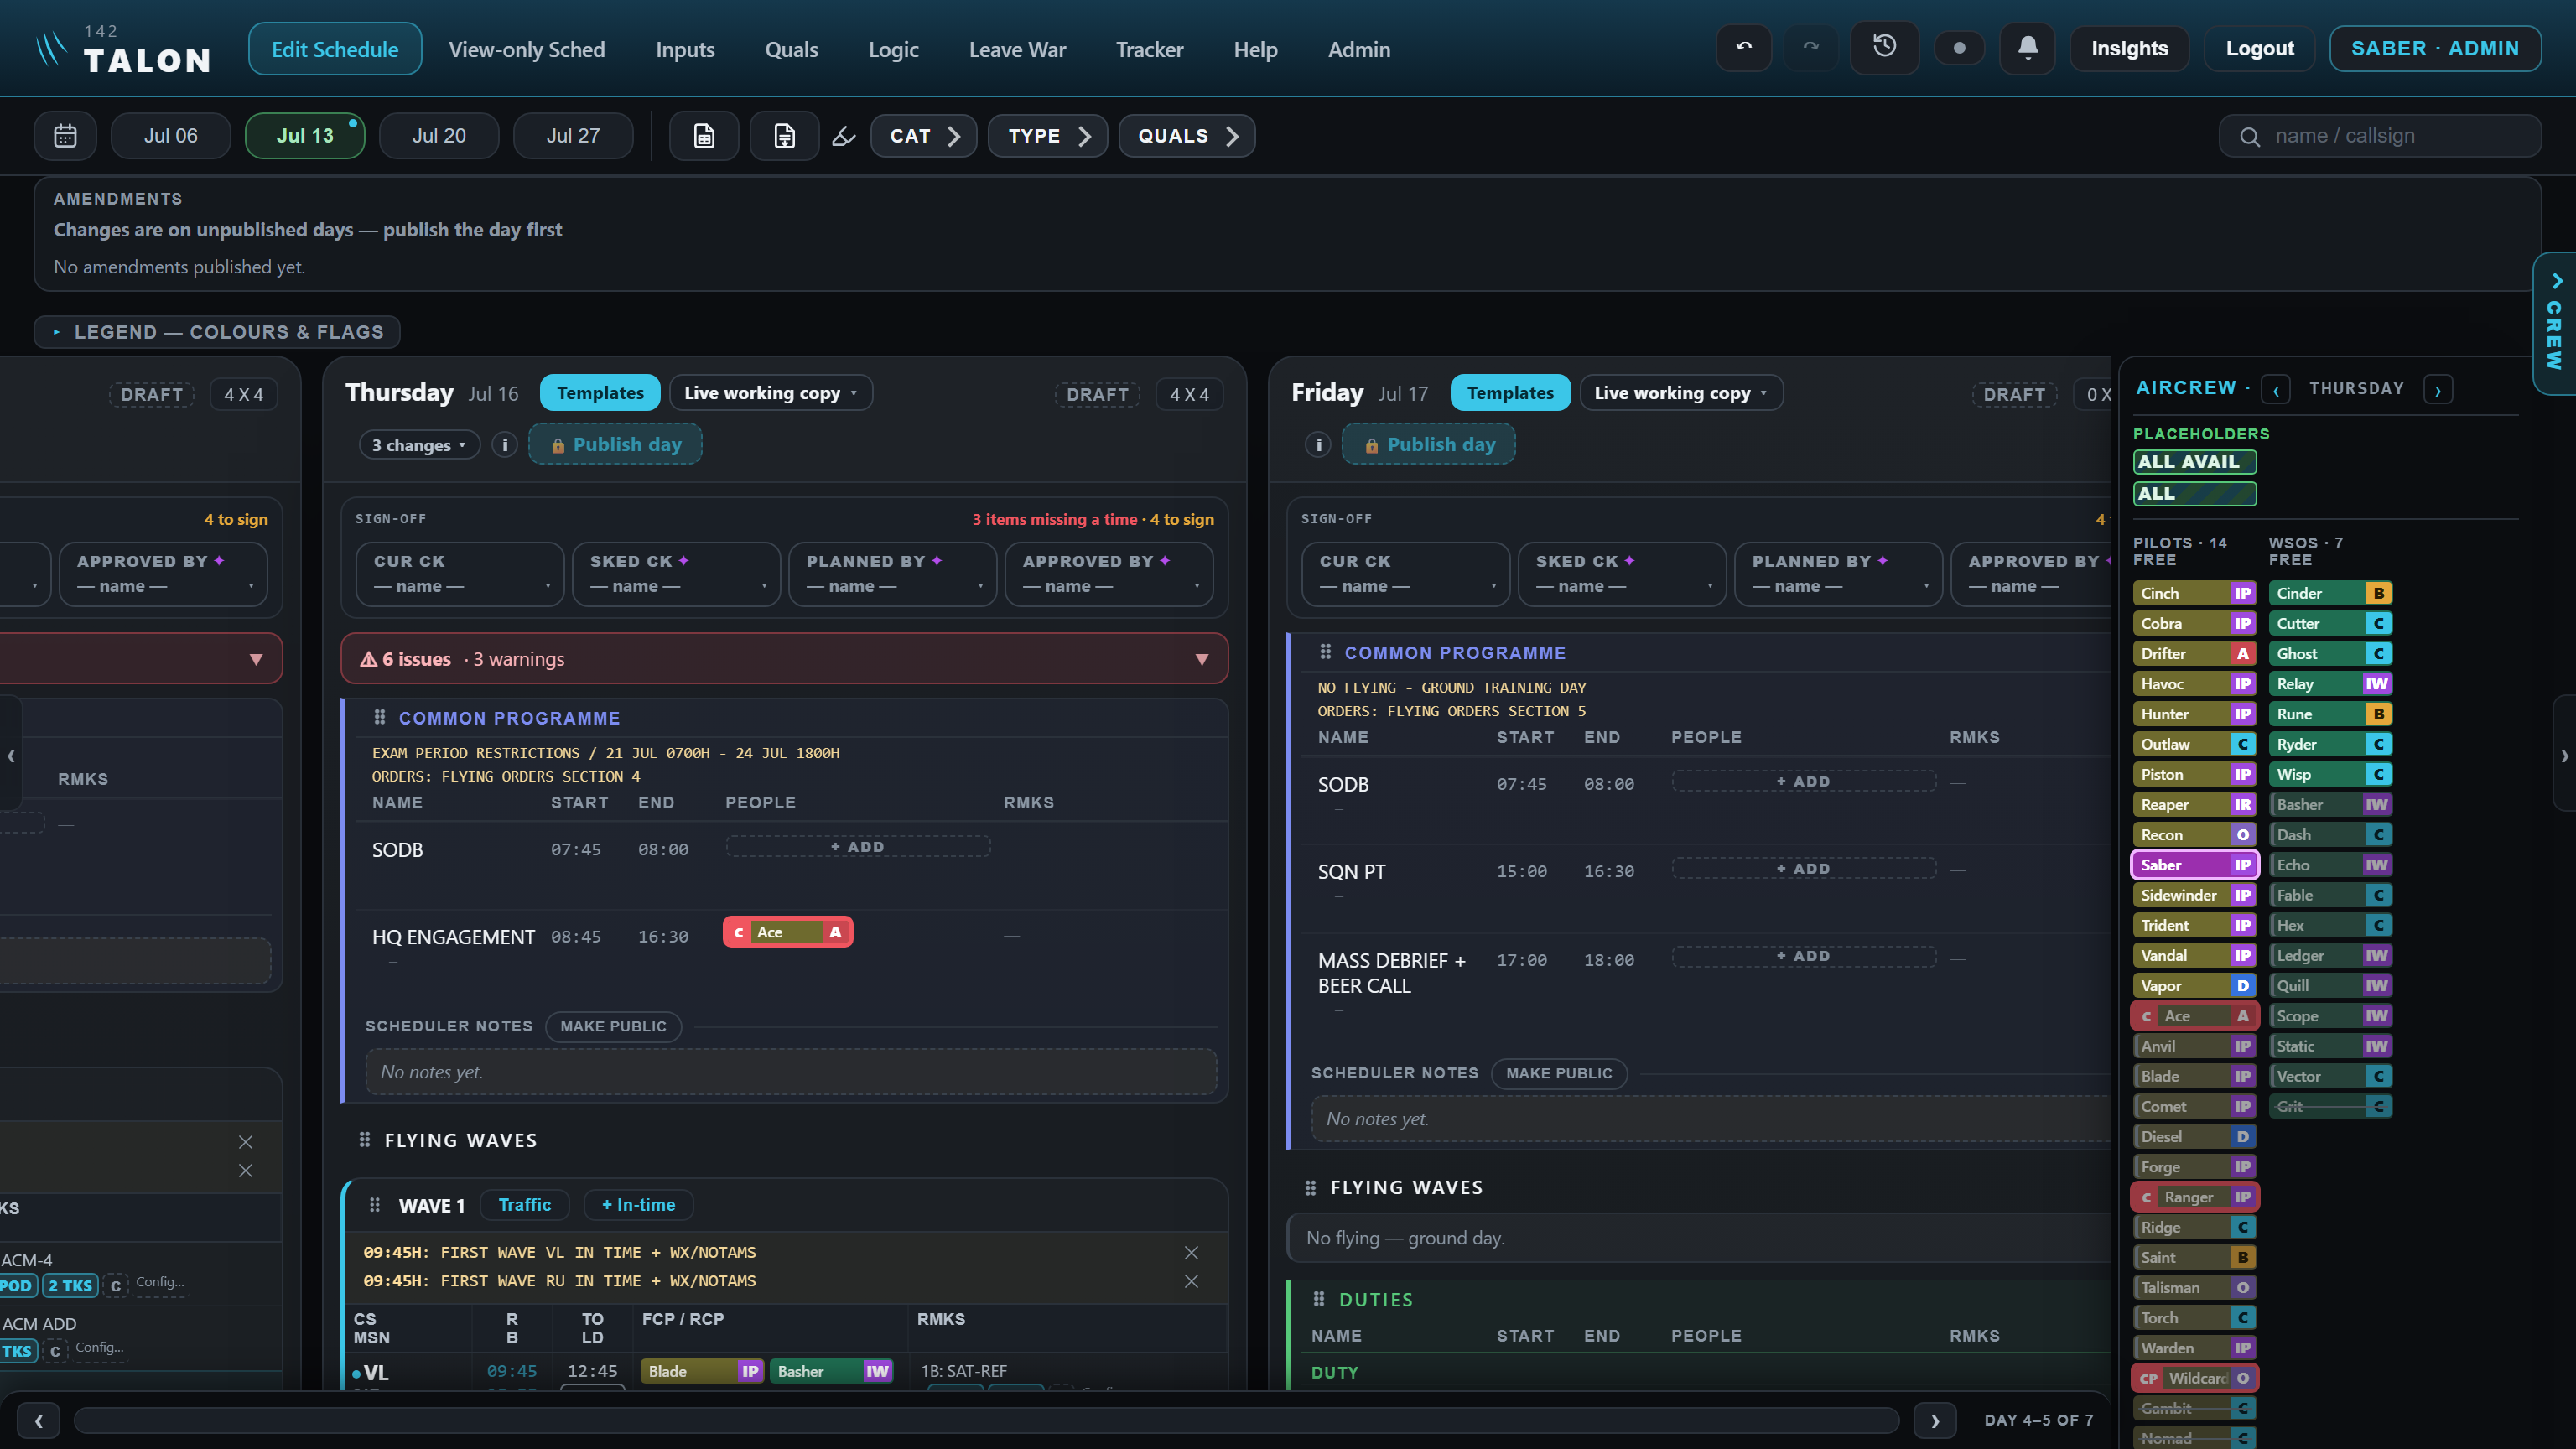 142
TALON
Edit Schedule
View-only Sched
Inputs
Quals
Logic
Leave War
Tracker
Help
Admin
Insights
Logout
SABER · ADMIN
Jul 06
Jul 13
Jul 20
Jul 27
CAT
TYPE
QUALS
name / callsign
AMENDMENTS
Changes are on unpublished days — publish the day first
No amendments published yet.
LEGEND — COLOURS & FLAGS
CREW
DRAFT
4 X 4
4 to sign
APPROVED BY
— name —
RMKS
—
KS
ACM-4
POD 2 TKS C Config...
ACM ADD
TKS C Config...
Thursday Jul 16 Templates Live working copy DRAFT 4 X 4
3 changes i Publish day
SIGN-OFF 3 items missing a time · 4 to sign
CUR CK SKED CK PLANNED BY APPROVED BY
— name — — name — — name — — name —
6 issues · 3 warnings
COMMON PROGRAMME
EXAM PERIOD RESTRICTIONS / 21 JUL 0700H - 24 JUL 1800H
ORDERS: FLYING ORDERS SECTION 4
NAME START END PEOPLE RMKS
SODB 07:45 08:00 + ADD —
—
HQ ENGAGEMENT 08:45 16:30 C Ace A —
—
SCHEDULER NOTES MAKE PUBLIC
No notes yet.
FLYING WAVES
WAVE 1 Traffic + In-time
09:45H: FIRST WAVE VL IN TIME + WX/NOTAMS
09:45H: FIRST WAVE RU IN TIME + WX/NOTAMS
CS R TO FCP / RCP RMKS
MSN B LD
VL 09:45 12:45 Blade IP Basher IW 1B: SAT-REF
Friday Jul 17 Templates Live working copy DRAFT 0 X
i Publish day
SIGN-OFF 4
CUR CK SKED CK PLANNED BY APPROVED BY
— name — — name — — name — — name —
COMMON PROGRAMME
NO FLYING - GROUND TRAINING DAY
ORDERS: FLYING ORDERS SECTION 5
NAME START END PEOPLE RMKS
SODB 07:45 08:00 + ADD —
—
SQN PT 15:00 16:30 + ADD —
—
MASS DEBRIEF + 17:00 18:00 + ADD —
BEER CALL
—
SCHEDULER NOTES MAKE PUBLIC
No notes yet.
FLYING WAVES
No flying — ground day.
DUTIES
NAME START END PEOPLE RMKS
DUTY
AIRCREW · ‹ THURSDAY ›
PLACEHOLDERS
ALL AVAIL
ALL
PILOTS · 14 WSOS · 7
FREE FREE
Cinch IP Cinder B
Cobra IP Cutter C
Drifter A Ghost C
Havoc IP Relay IW
Hunter IP Rune B
Outlaw C Ryder C
Piston IP Wisp C
Reaper IR Basher IW
Recon O Dash C
Saber IP Echo IW
Sidewinder IP Fable C
Trident IP Hex C
Vandal IP Ledger IW
Vapor D Quill IW
C Ace A Scope IW
Anvil IP Static IW
Blade IP Vector C
Comet IP Grit C
Diesel D
Forge IP
C Ranger IP
Ridge C
Saint B
Talisman O
Torch C
Warden IP
CP Wildcard O
Gambit C
Nomad C
DAY 4–5 OF 7